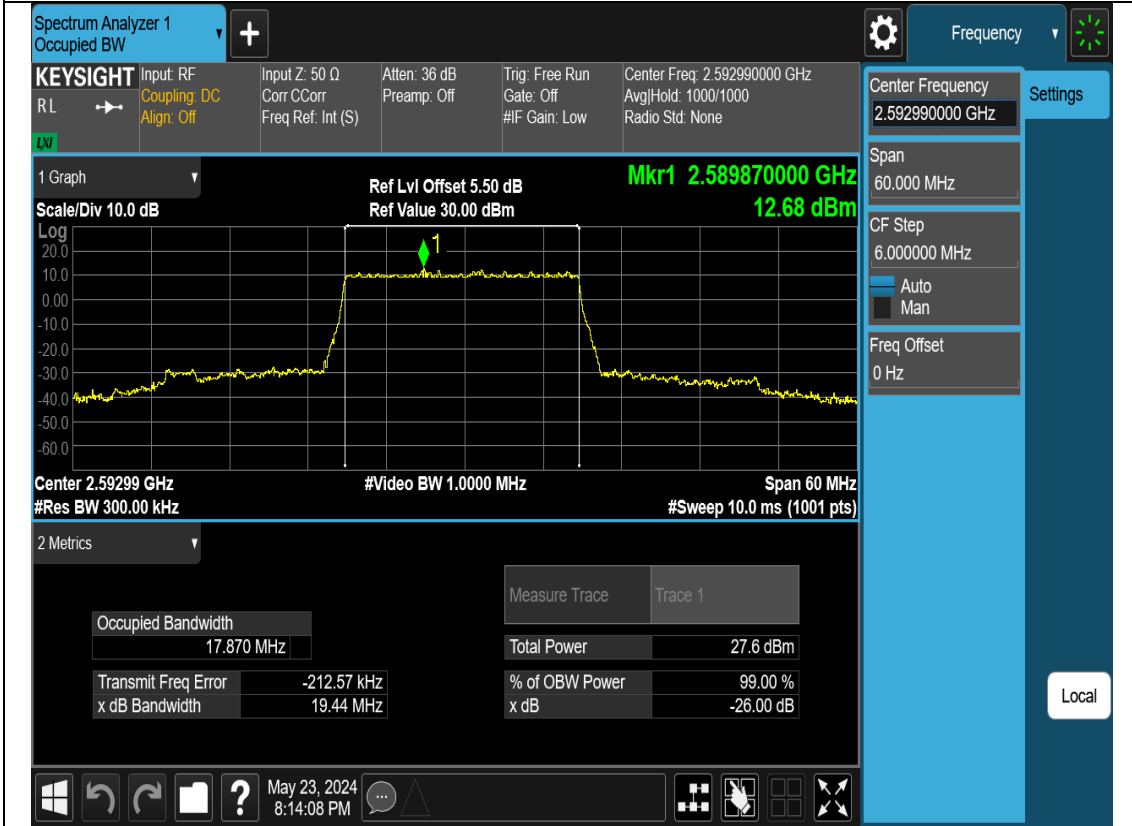 Spectrum Analyzer 1
Occupied BW
+
Frequency
KEYSIGHT
R L
LXI
Input: RF
Coupling: DC
Align: Off
Input Z: 50 Ω
Corr CCorr
Freq Ref: Int (S)
Atten: 36 dB
Preamp: Off
Trig: Free Run
Gate: Off
#IF Gain: Low
Center Freq: 2.592990000 GHz
Avg|Hold: 1000/1000
Radio Std: None
Center Frequency
2.592990000 GHz
Settings
Span
60.000 MHz
CF Step
6.000000 MHz
Auto
Man
Freq Offset
0 Hz
Local
1 Graph
Scale/Div 10.0 dB
Ref Lvl Offset 5.50 dB
Ref Value 30.00 dBm
Mkr1 2.589870000 GHz
12.68 dBm
Log
20.0
10.0
0.00
-10.0
-20.0
-30.0
-40.0
-50.0
-60.0
1
Center 2.59299 GHz
#Video BW 1.0000 MHz
Span 60 MHz
#Res BW 300.00 kHz
#Sweep 10.0 ms (1001 pts)
2 Metrics
Measure Trace Trace 1
Occupied Bandwidth
17.870 MHz
Total Power 27.6 dBm
Transmit Freq Error -212.57 kHz
% of OBW Power 99.00 %
x dB Bandwidth 19.44 MHz
x dB -26.00 dB
?
May 23, 2024
8:14:08 PM